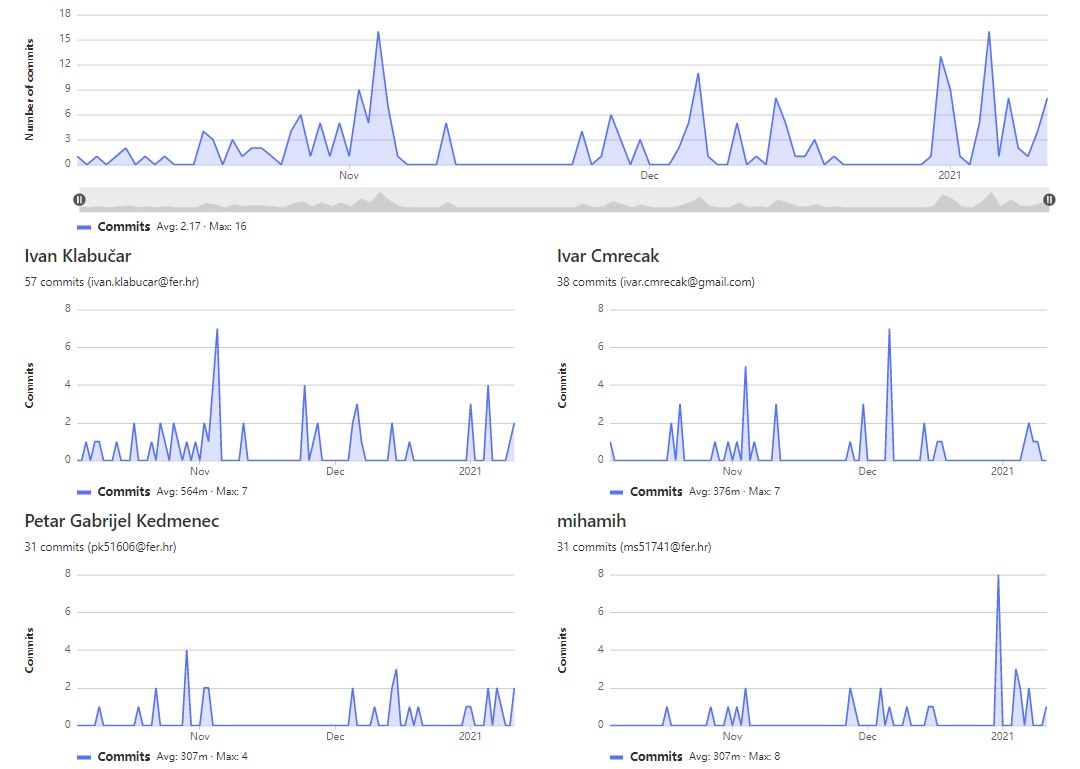 18
15
12
9
6
3
0
Number of commits
Nov Dec 2021
Commits Avg: 2.17 · Max: 16
Ivan Klabučar
57 commits (ivan.klabucar@fer.hr)
8
6
4
2
0
Commits
Nov Dec 2021
Commits Avg: 564m · Max: 7
Ivar Cmrecak
38 commits (ivar.cmrecak@gmail.com)
8
6
4
2
0
Commits
Nov Dec 2021
Commits Avg: 376m · Max: 7
Petar Gabrijel Kedmenec
31 commits (pk51606@fer.hr)
8
6
4
2
0
Commits
Nov Dec 2021
Commits Avg: 307m · Max: 4
mihamih
31 commits (ms51741@fer.hr)
8
6
4
2
0
Commits
Nov Dec 2021
Commits Avg: 307m · Max: 8